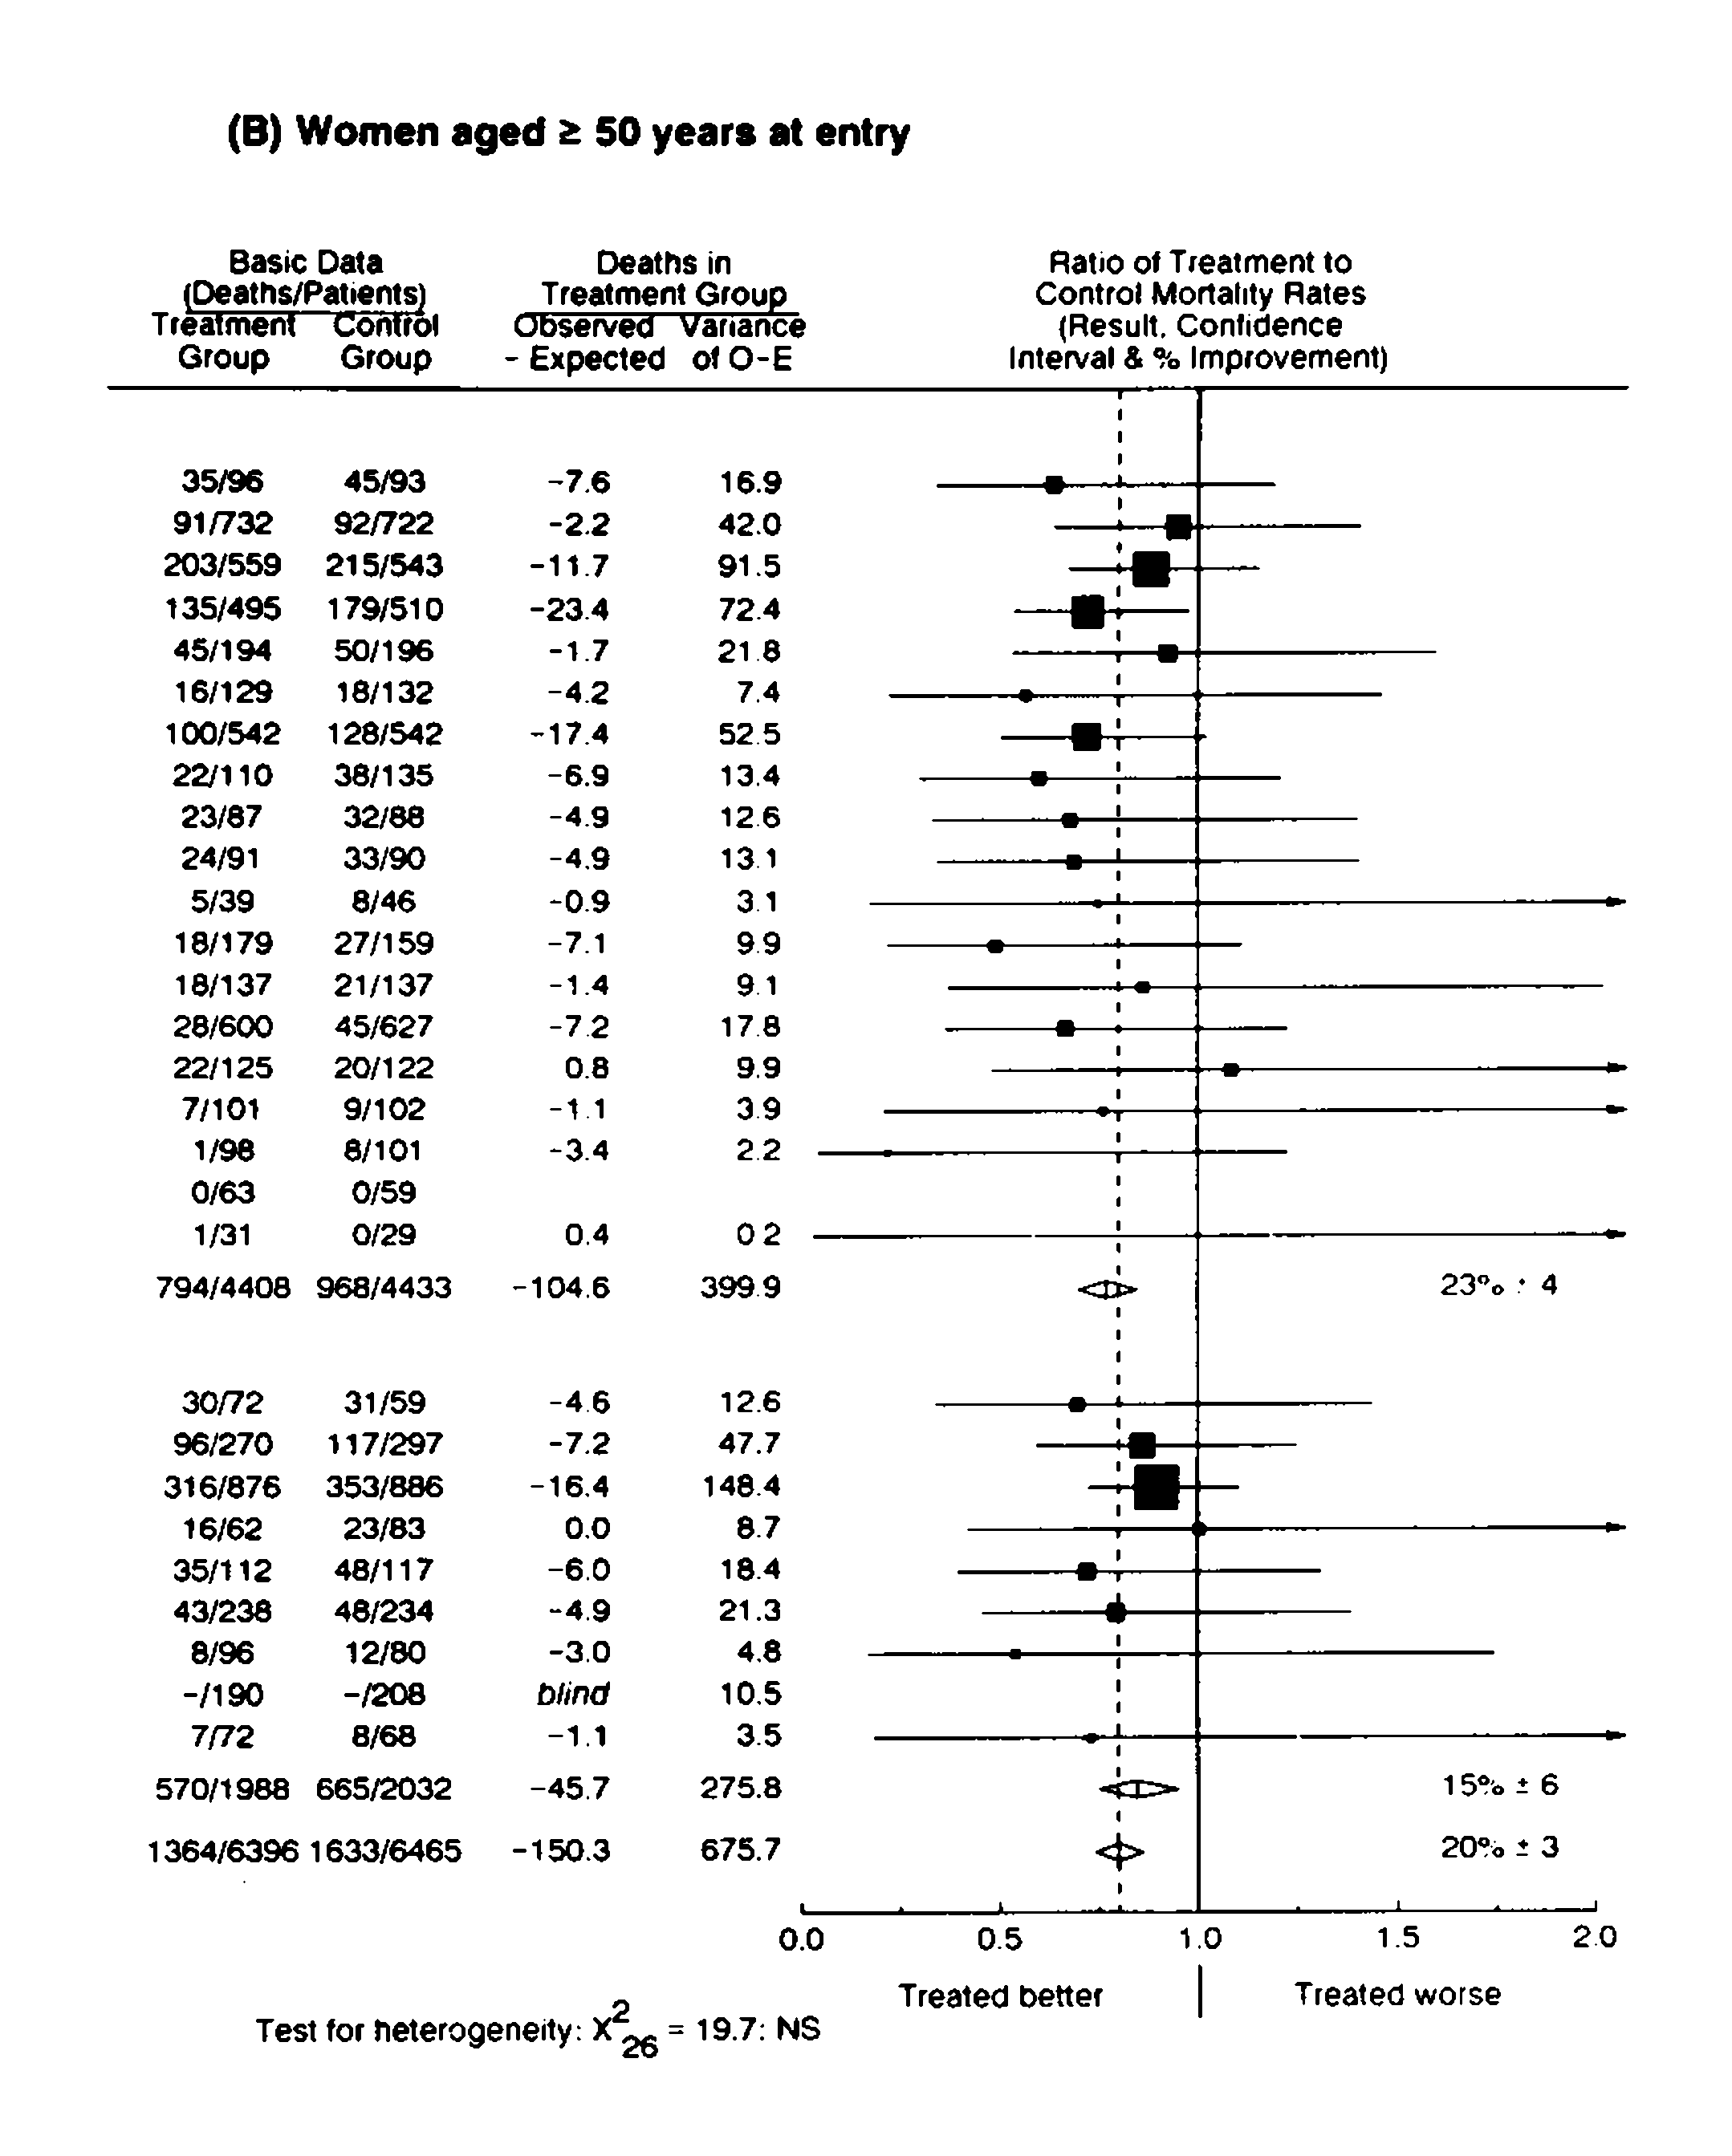 (B) Women aged ≥ 50 years at entry
Basic Data
(Deaths/Patients)
Treatment Control
Group Group
Deaths in
Treatment Group
Observed Variance
- Expected of O-E
Ratio of Treatment to
Control Mortality Rates
(Result, Confidence
Interval & % Improvement)
35/96 45/93 -7.6 16.9
91/732 92/722 -2.2 42.0
203/559 215/543 -11.7 91.5
135/495 179/510 -23.4 72.4
45/194 50/196 -1.7 21.8
16/129 18/132 -4.2 7.4
100/542 128/542 -17.4 52.5
22/110 38/135 -6.9 13.4
23/87 32/88 -4.9 12.6
24/91 33/90 -4.9 13.1
5/39 8/46 -0.9 3.1
18/179 27/159 -7.1 9.9
18/137 21/137 -1.4 9.1
28/600 45/627 -7.2 17.8
22/125 20/122 0.8 9.9
7/101 9/102 -1.1 3.9
1/98 8/101 -3.4 2.2
0/63 0/59
1/31 0/29 0.4 0.2
794/4408 968/4433 -104.6 399.9 23% ± 4
30/72 31/59 -4.6 12.6
96/270 117/297 -7.2 47.7
316/876 353/886 -16.4 148.4
16/62 23/83 0.0 8.7
35/112 48/117 -6.0 18.4
43/238 48/234 -4.9 21.3
8/96 12/80 -3.0 4.8
-/190 -/208 blind 10.5
7/72 8/68 -1.1 3.5
570/1988 665/2032 -45.7 275.8 15% ± 6
1364/6396 1633/6465 -150.3 675.7 20% ± 3
0.0 0.5 1.0 1.5 2.0
Treated better Treated worse
Test for heterogeneity: X²₂₆ = 19.7: NS